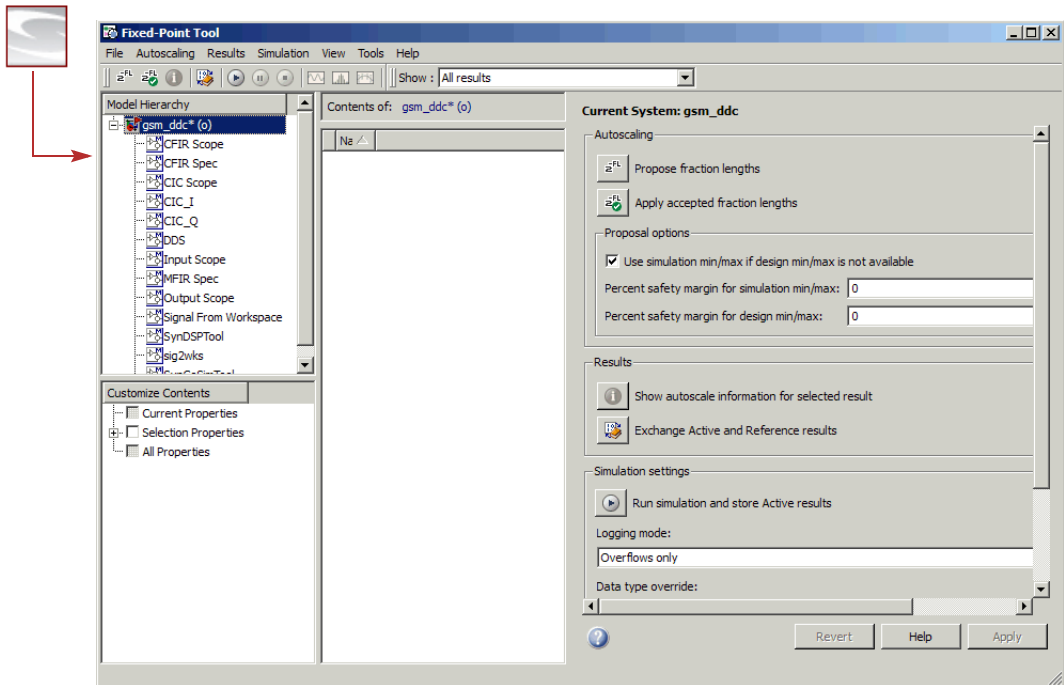 Fixed-Point Tool
File Autoscaling Results Simulation View Tools Help
Show : All results
Model Hierarchy
gsm_ddc* (o)
CFIR Scope
CFIR Spec
CIC Scope
CIC_I
CIC_Q
DDS
Input Scope
MFIR Spec
Output Scope
Signal From Workspace
SynDSPTool
sig2wks
Customize Contents
Current Properties
Selection Properties
All Properties
Contents of: gsm_ddc* (o)
Na
Current System: gsm_ddc
Autoscaling
Propose fraction lengths
Apply accepted fraction lengths
Proposal options
Use simulation min/max if design min/max is not available
Percent safety margin for simulation min/max: 0
Percent safety margin for design min/max: 0
Results
Show autoscale information for selected result
Exchange Active and Reference results
Simulation settings
Run simulation and store Active results
Logging mode:
Overflows only
Data type override:
Revert Help Apply